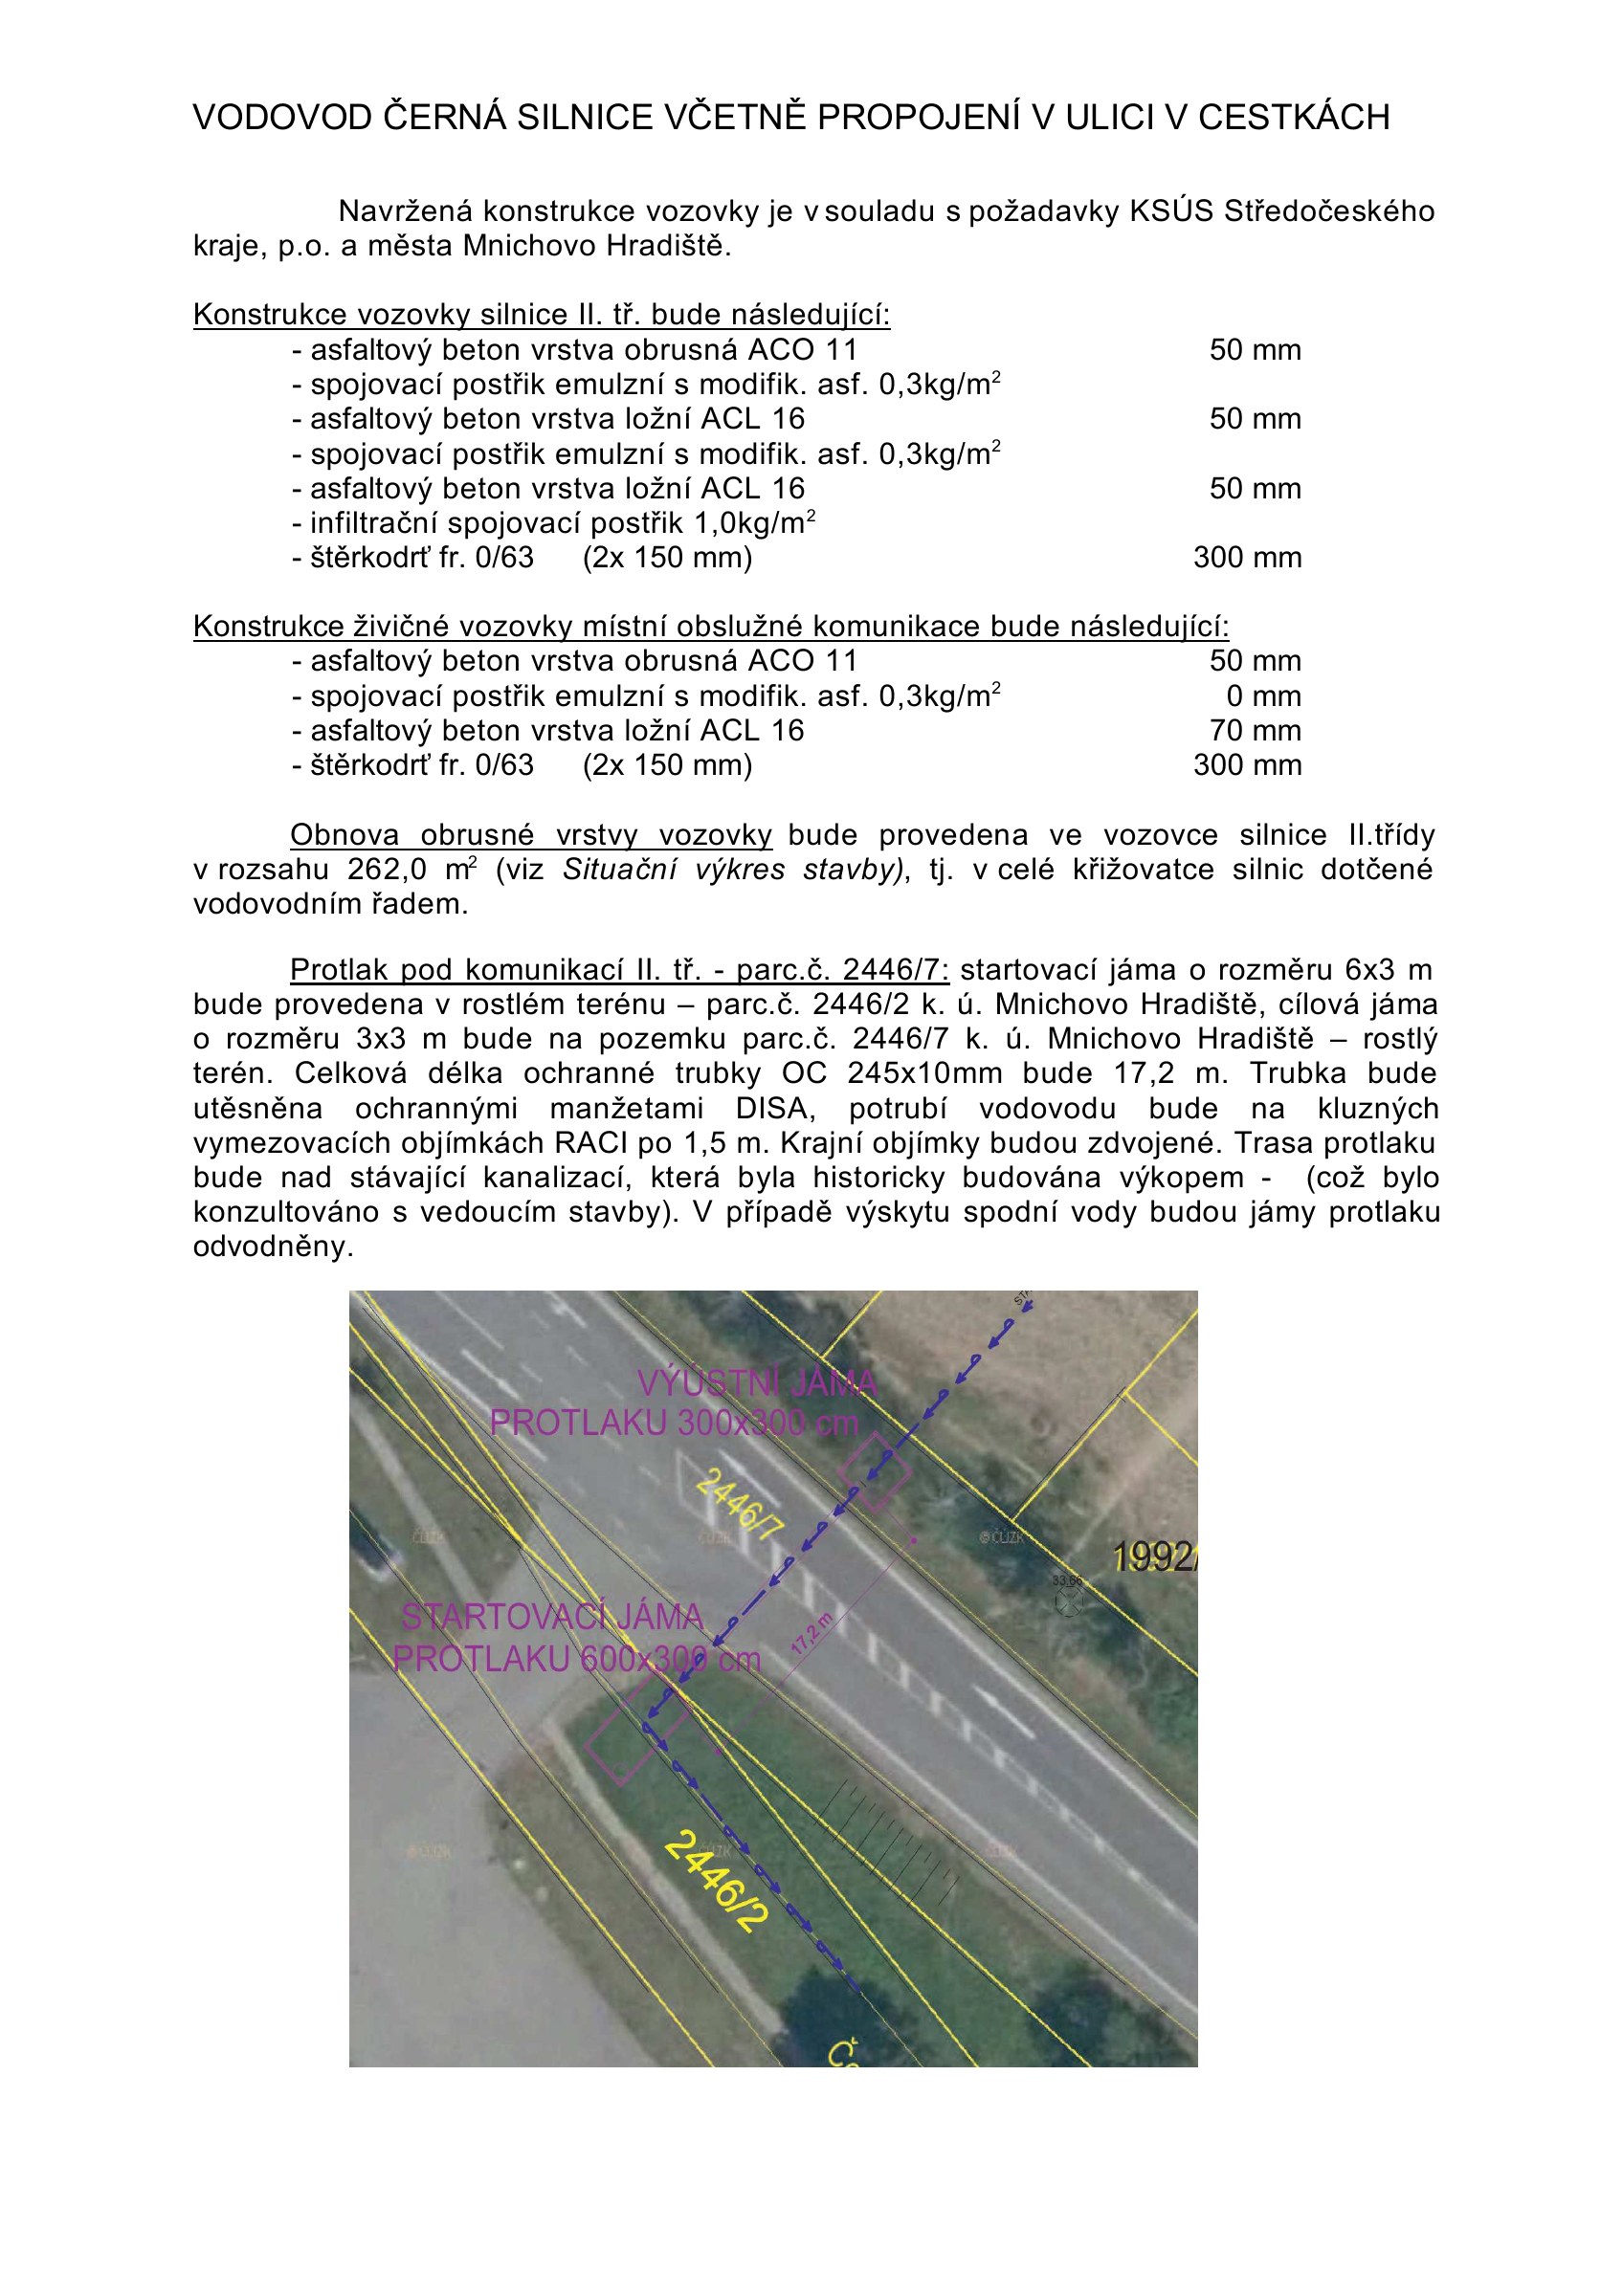 VODOVOD ČERNÁ SILNICE VČETNĚ PROPOJENÍ V ULICI V CESTKÁCH
Navržená konstrukce vozovky je v souladu s požadavky KSÚS Středočeského
kraje, p.o. a města Mnichovo Hradiště.
Konstrukce vozovky silnice II. tř. bude následující:
- asfaltový beton vrstva obrusná ACO 11 50 mm
- spojovací postřik emulzní s modifik. asf. 0,3kg/m²
- asfaltový beton vrstva ložní ACL 16 50 mm
- spojovací postřik emulzní s modifik. asf. 0,3kg/m²
- asfaltový beton vrstva ložní ACL 16 50 mm
- infiltrační spojovací postřik 1,0kg/m²
- štěrkodrť fr. 0/63 (2x 150 mm) 300 mm
Konstrukce živičné vozovky místní obslužné komunikace bude následující:
- asfaltový beton vrstva obrusná ACO 11 50 mm
- spojovací postřik emulzní s modifik. asf. 0,3kg/m² 0 mm
- asfaltový beton vrstva ložní ACL 16 70 mm
- štěrkodrť fr. 0/63 (2x 150 mm) 300 mm
Obnova obrusné vrstvy vozovky bude provedena ve vozovce silnice II.třídy
v rozsahu 262,0 m² (viz Situační výkres stavby), tj. v celé křižovatce silnic dotčené
vodovodním řadem.
Protlak pod komunikací II. tř. - parc.č. 2446/7: startovací jáma o rozměru 6x3 m
bude provedena v rostlém terénu – parc.č. 2446/2 k. ú. Mnichovo Hradiště, cílová jáma
o rozměru 3x3 m bude na pozemku parc.č. 2446/7 k. ú. Mnichovo Hradiště – rostlý
terén. Celková délka ochranné trubky OC 245x10mm bude 17,2 m. Trubka bude
utěsněna ochrannými manžetami DISA, potrubí vodovodu bude na kluzných
vymezovacích objímkách RACI po 1,5 m. Krajní objímky budou zdvojené. Trasa protlaku
bude nad stávající kanalizací, která byla historicky budována výkopem - (což bylo
konzultováno s vedoucím stavby). V případě výskytu spodní vody budou jámy protlaku
odvodněny.
VÝÚSTNÍ JÁMA
PROTLAKU 300x300 cm
2446/7
ČÚZK
ČÚZK
©ČÚZK
1992/
33,66
STARTOVACÍ JÁMA
PROTLAKU 600x300 cm
17,2 m
2446/2
©ČÚZK
ČÚZK
ČÚZK